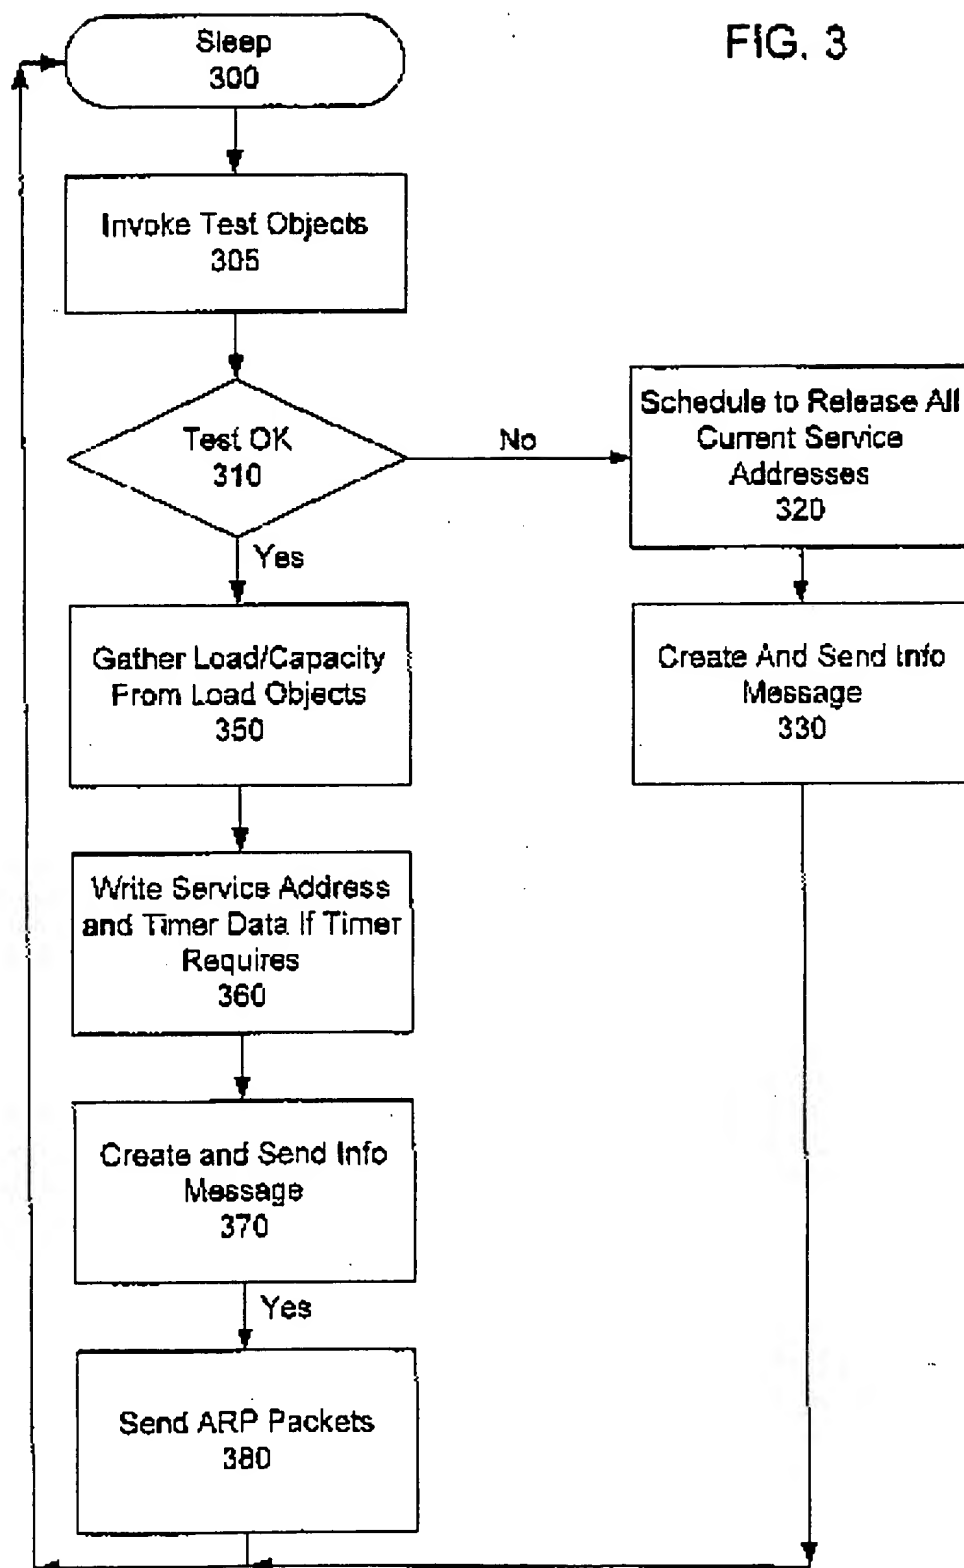 FIG. 3
Sleep
300
Invoke Test Objects
305
Test OK
310
No
Yes
Schedule to Release All
Current Service
Addresses
320
Create And Send Info
Message
330
Gather Load/Capacity
From Load Objects
350
Write Service Address
and Timer Data If Timer
Requires
360
Create and Send Info
Message
370
Yes
Send ARP Packets
380